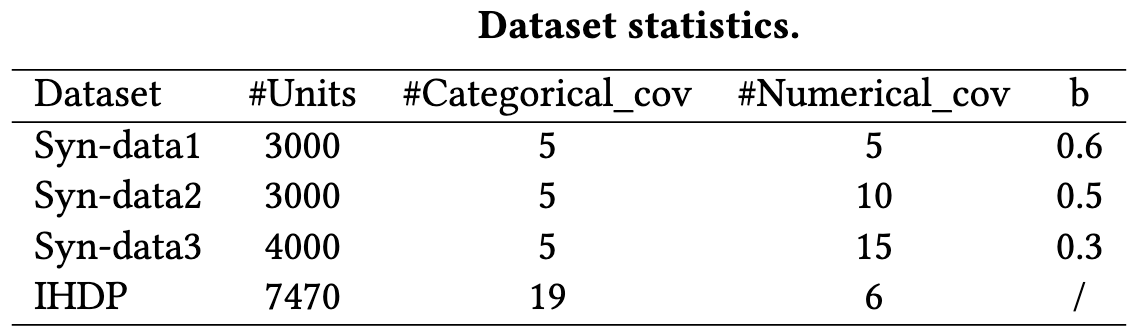 Dataset statistics.
Dataset #Units #Categorical_cov #Numerical_cov b
Syn-data1 3000 5 5 0.6
Syn-data2 3000 5 10 0.5
Syn-data3 4000 5 15 0.3
IHDP 7470 19 6 /